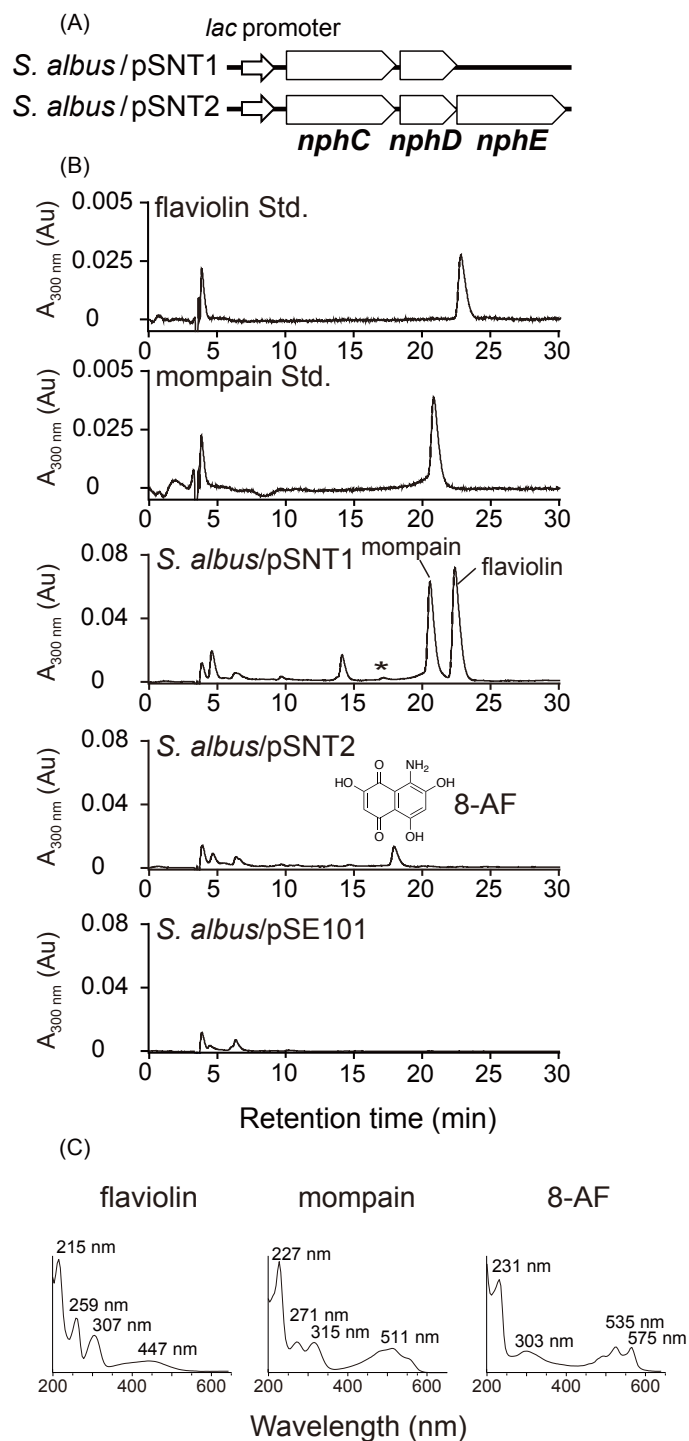 (A)
lac promoter
S. albus/pSNT1
S. albus/pSNT2
nphC nphD nphE
(B)
flaviolin Std.
A300 nm (Au)
0.005
0.025
0
0 5 10 15 20 25 30
mompain Std.
A300 nm (Au)
0.005
0.025
0
0 5 10 15 20 25 30
S. albus/pSNT1
mompain
flaviolin
*
A300 nm (Au)
0.08
0.04
0
0 5 10 15 20 25 30
S. albus/pSNT2
O NH2
HO OH
8-AF
O OH
A300 nm (Au)
0.08
0.04
0
0 5 10 15 20 25 30
S. albus/pSE101
A300 nm (Au)
0.08
0.04
0
0 5 10 15 20 25 30
Retention time (min)
(C)
flaviolin mompain 8-AF
215 nm
259 nm
307 nm
447 nm
200 400 600
227 nm
271 nm
315 nm
511 nm
200 400 600
231 nm
303 nm
535 nm
575 nm
200 400 600
Wavelength (nm)